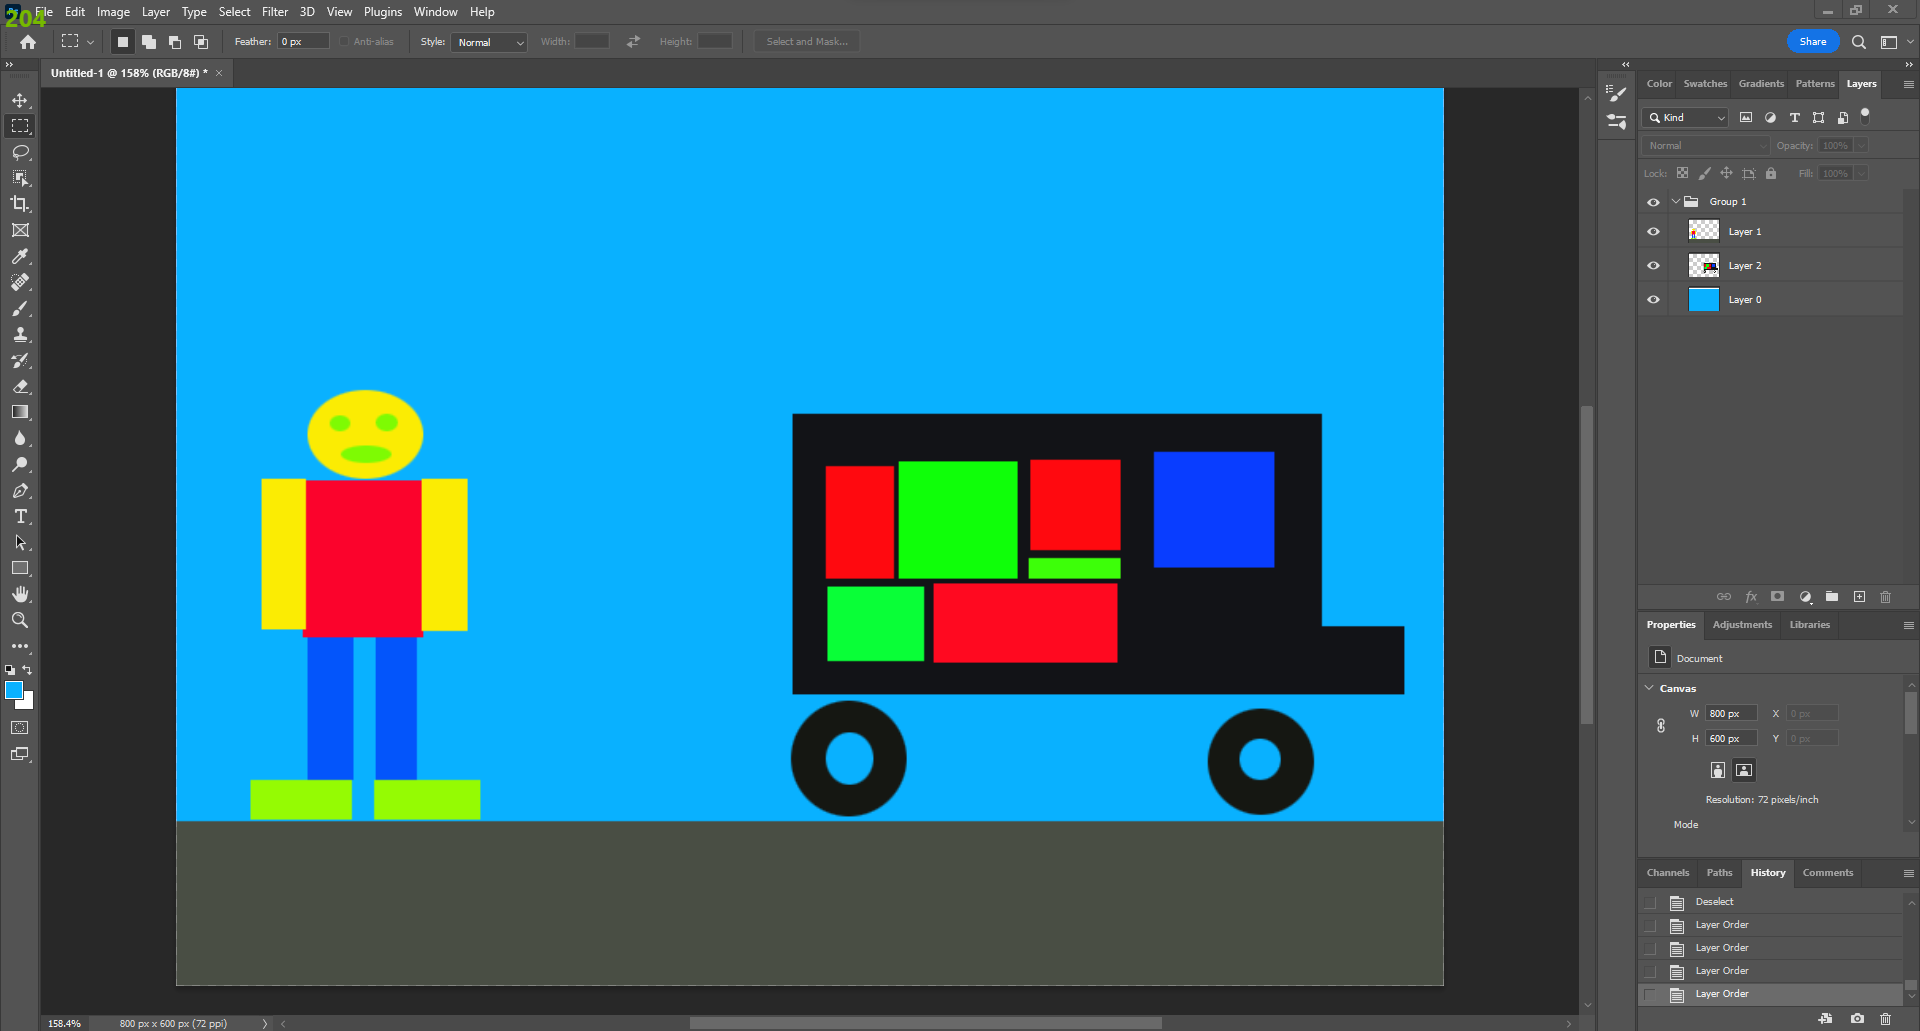 204
File Edit Image Layer Type Select Filter 3D View Plugins Window Help
Feather: 0 px Anti-alias Style: Normal Width: Height: Select and Mask... Share
Untitled-1 @ 158% (RGB/8#) * ×
Color Swatches Gradients Patterns Layers
Kind
Normal Opacity: 100%
Lock: Fill: 100%
Group 1
Layer 1
Layer 2
Layer 0
fx
Properties Adjustments Libraries
Document
Canvas
W 800 px X 0 px
H 600 px Y 0 px
Resolution: 72 pixels/inch
Mode
Channels Paths History Comments
Deselect
Layer Order
Layer Order
Layer Order
Layer Order
158.4% 800 px x 600 px (72 ppi)